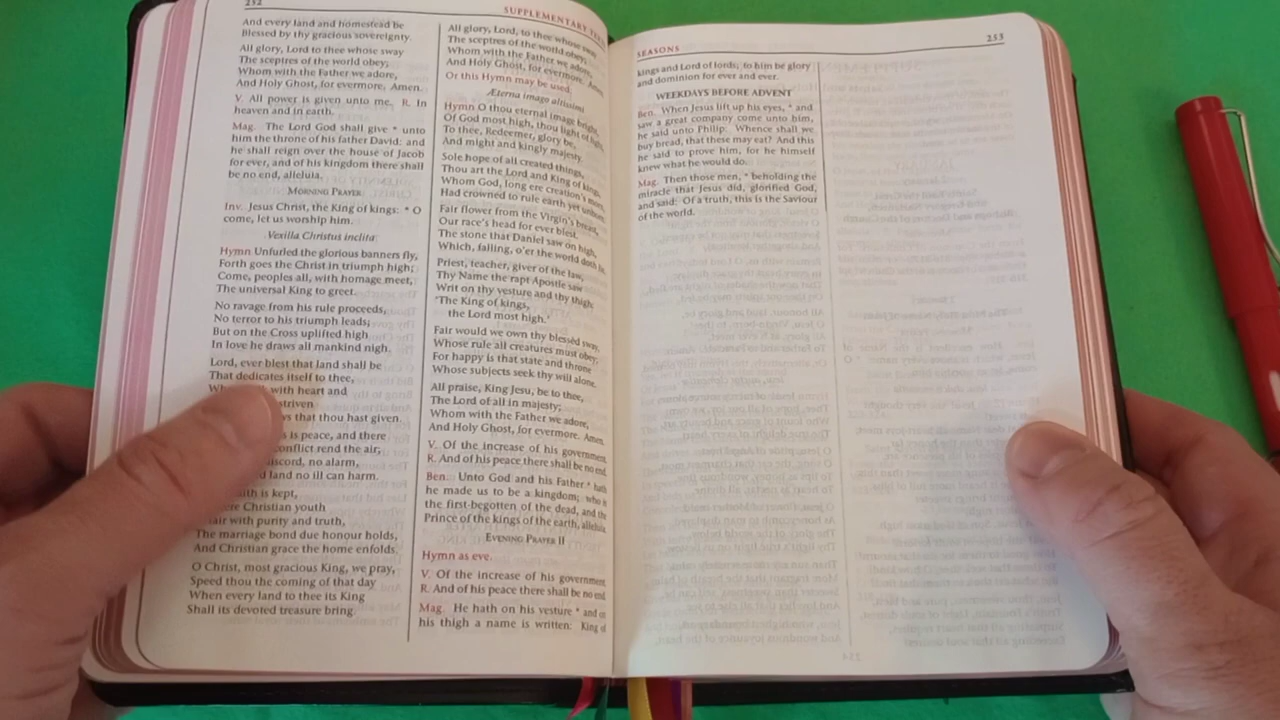 252
SUPPLEMENTARY
And every land and homestead be
Blessed by thy gracious sovereignty.
All glory, Lord to thee whose sway
The sceptres of the world obey;
Whom with the Father we adore,
And Holy Ghost, for evermore, Amen.
V. All power is given unto me. R. In
heaven and in earth.
Mag. The Lord God shall give * unto
him the throne of his father David: and
he shall reign over the house of Jacob
for ever, and of his kingdom there shall
be no end, alleluia.
Morning Prayer
Inv. Jesus Christ, the King of kings: * O
come, let us worship him.
Vexilla Christus inclita
Hymn Unfurled the glorious banners fly,
Forth goes the Christ in triumph high;
Come, peoples all, with homage meet,
The universal King to greet.
No ravage from his rule proceeds,
No terror to his triumph leads;
But on the Cross uplifted high
In love he draws all mankind nigh.
Lord, ever blest that land shall be
That dedicates itself to thee,
with heart and
striven
that thou hast given.
is peace, and there
conflict rend the air,
discord, no alarm,
land no ill can harm.
faith is kept,
Christian youth
with purity and truth,
The marriage bond due honour holds,
And Christian grace the home enfolds.
O Christ, most gracious King, we pray,
Speed thou the coming of that day
When every land to thee its King
Shall its devoted treasure bring.
All glory, Lord, to thee whose sway
The sceptres of the world obey;
Whom with the Father we adore,
And Holy Ghost, for evermore. Amen.
Or this Hymn may be used:
Æterna imago altissimi
Hymn O thou eternal image bright,
Of God most high, thou light of light,
To thee, Redeemer, glory be,
And might and kingly majesty.
Sole hope of all created things,
Thou art the Lord and King of kings,
Whom God, long ere creation's morn,
Had crowned to rule earth yet unborn.
Fair flower from the Virgin's breast,
Our race's head for ever blest,
The stone that Daniel saw on high,
Which, falling, o'er the world doth lie.
Priest, teacher, giver of the law,
Thy Name the rapt Apostle saw
Writ on thy vesture and thy thigh:
'The King of kings,
the Lord most high.'
Fair would we own thy blessed sway,
Whose rule all creatures must obey;
For happy is that state and throne
Whose subjects seek thy will alone.
All praise, King Jesu, be to thee,
The Lord of all in majesty;
Whom with the Father we adore,
And Holy Ghost, for evermore. Amen.
V. Of the increase of his government.
R. And of his peace there shall be no end.
Ben. Unto God and his Father * hath
he made us to be a kingdom; who is
the first-begotten of the dead, and the
Prince of the kings of the earth, alleluia.
Evening Prayer II
Hymn as eve.
V. Of the increase of his government.
R. And of his peace there shall be no end.
Mag. He hath on his vesture * and on
his thigh a name is written: King of
SEASONS
253
kings and Lord of lords; to him be glory
and dominion for ever and ever.
WEEKDAYS BEFORE ADVENT
Ben. When Jesus lift up his eyes, * and
saw a great company come unto him,
he said unto Philip: Whence shall we
buy bread, that these may eat? And this
he said to prove him, for he himself
knew what he would do.
Mag. Then those men, * beholding the
miracle that Jesus did, glorified God,
and said: Of a truth, this is the Saviour
of the world.